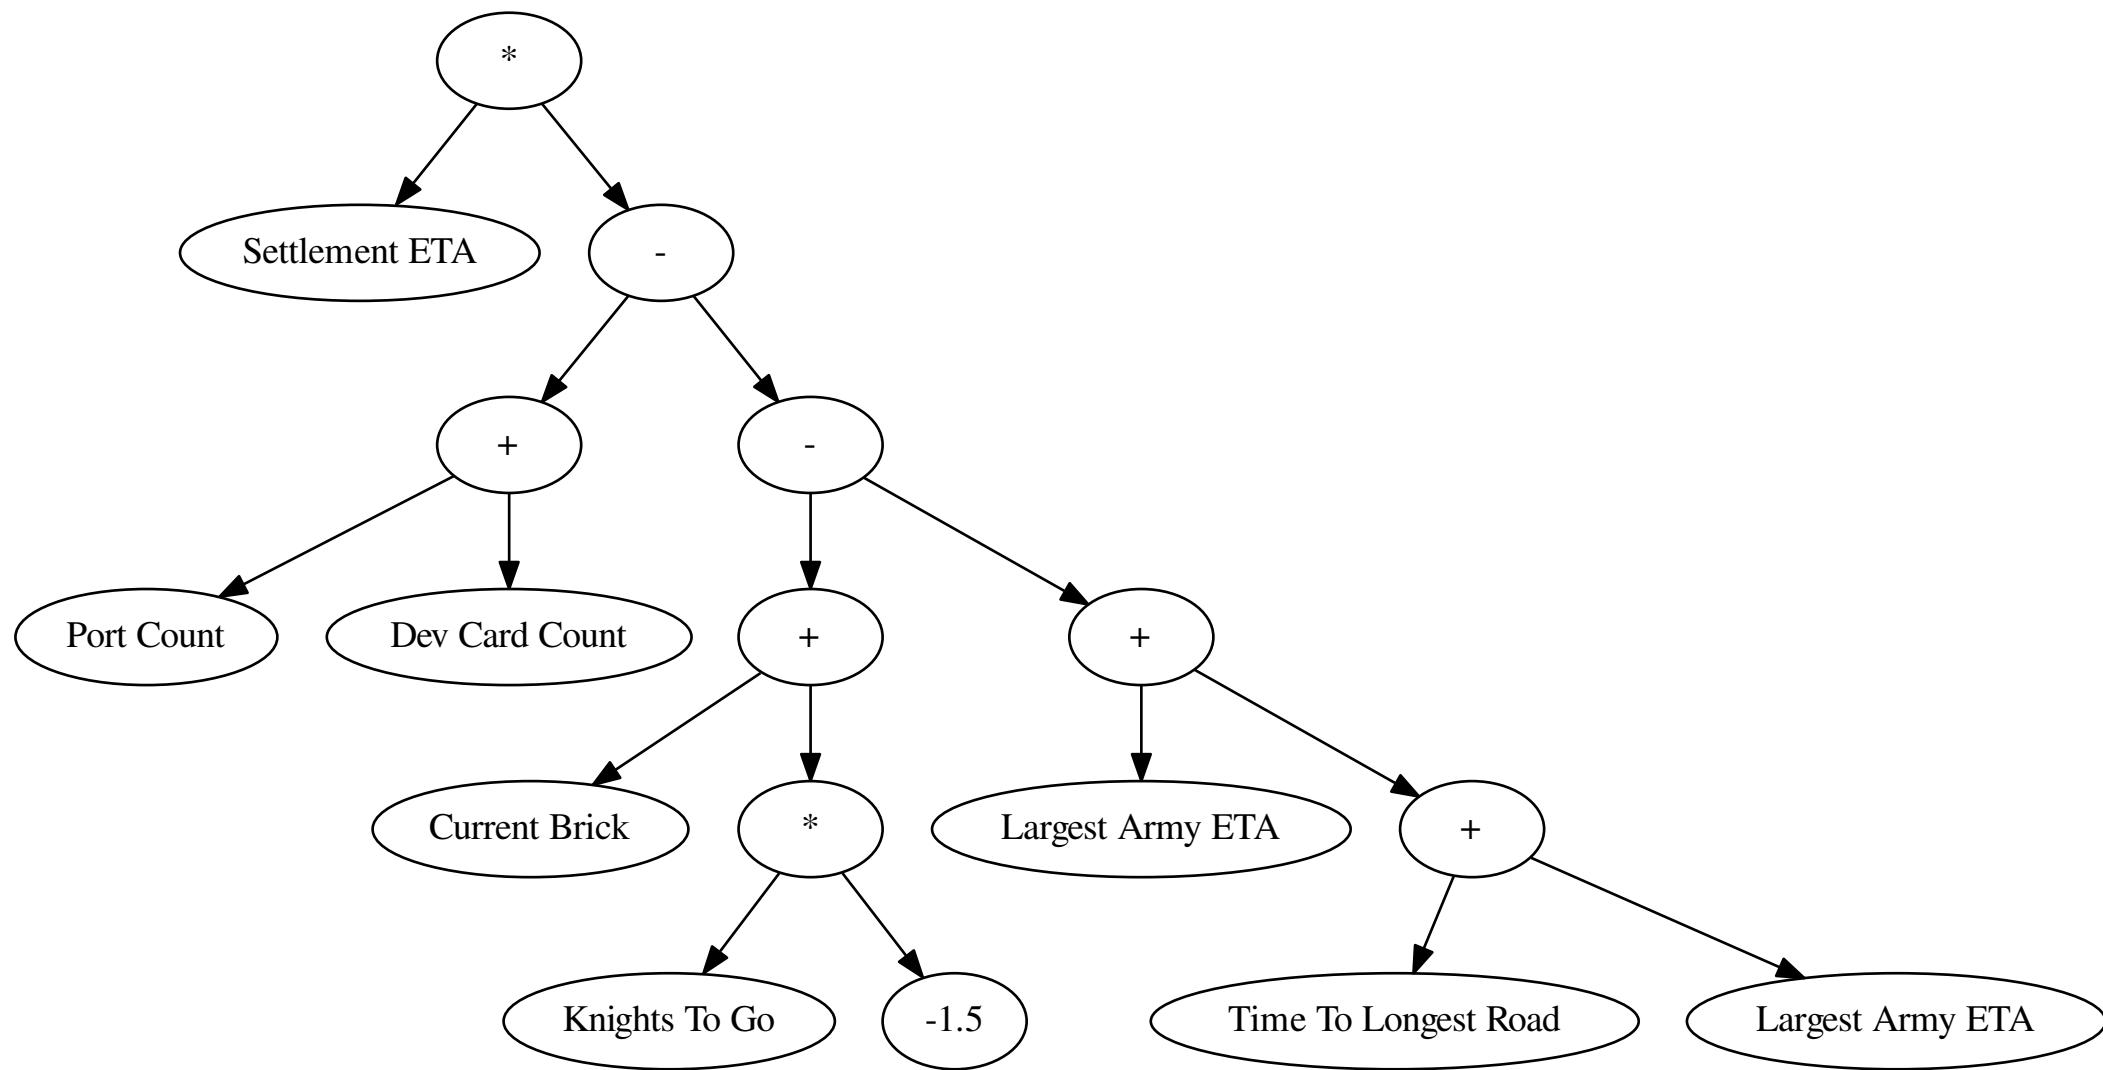 *
Settlement ETA
-
+
-
Port Count
Dev Card Count
+
+
Current Brick
*
Largest Army ETA
+
Knights To Go
-1.5
Time To Longest Road
Largest Army ETA